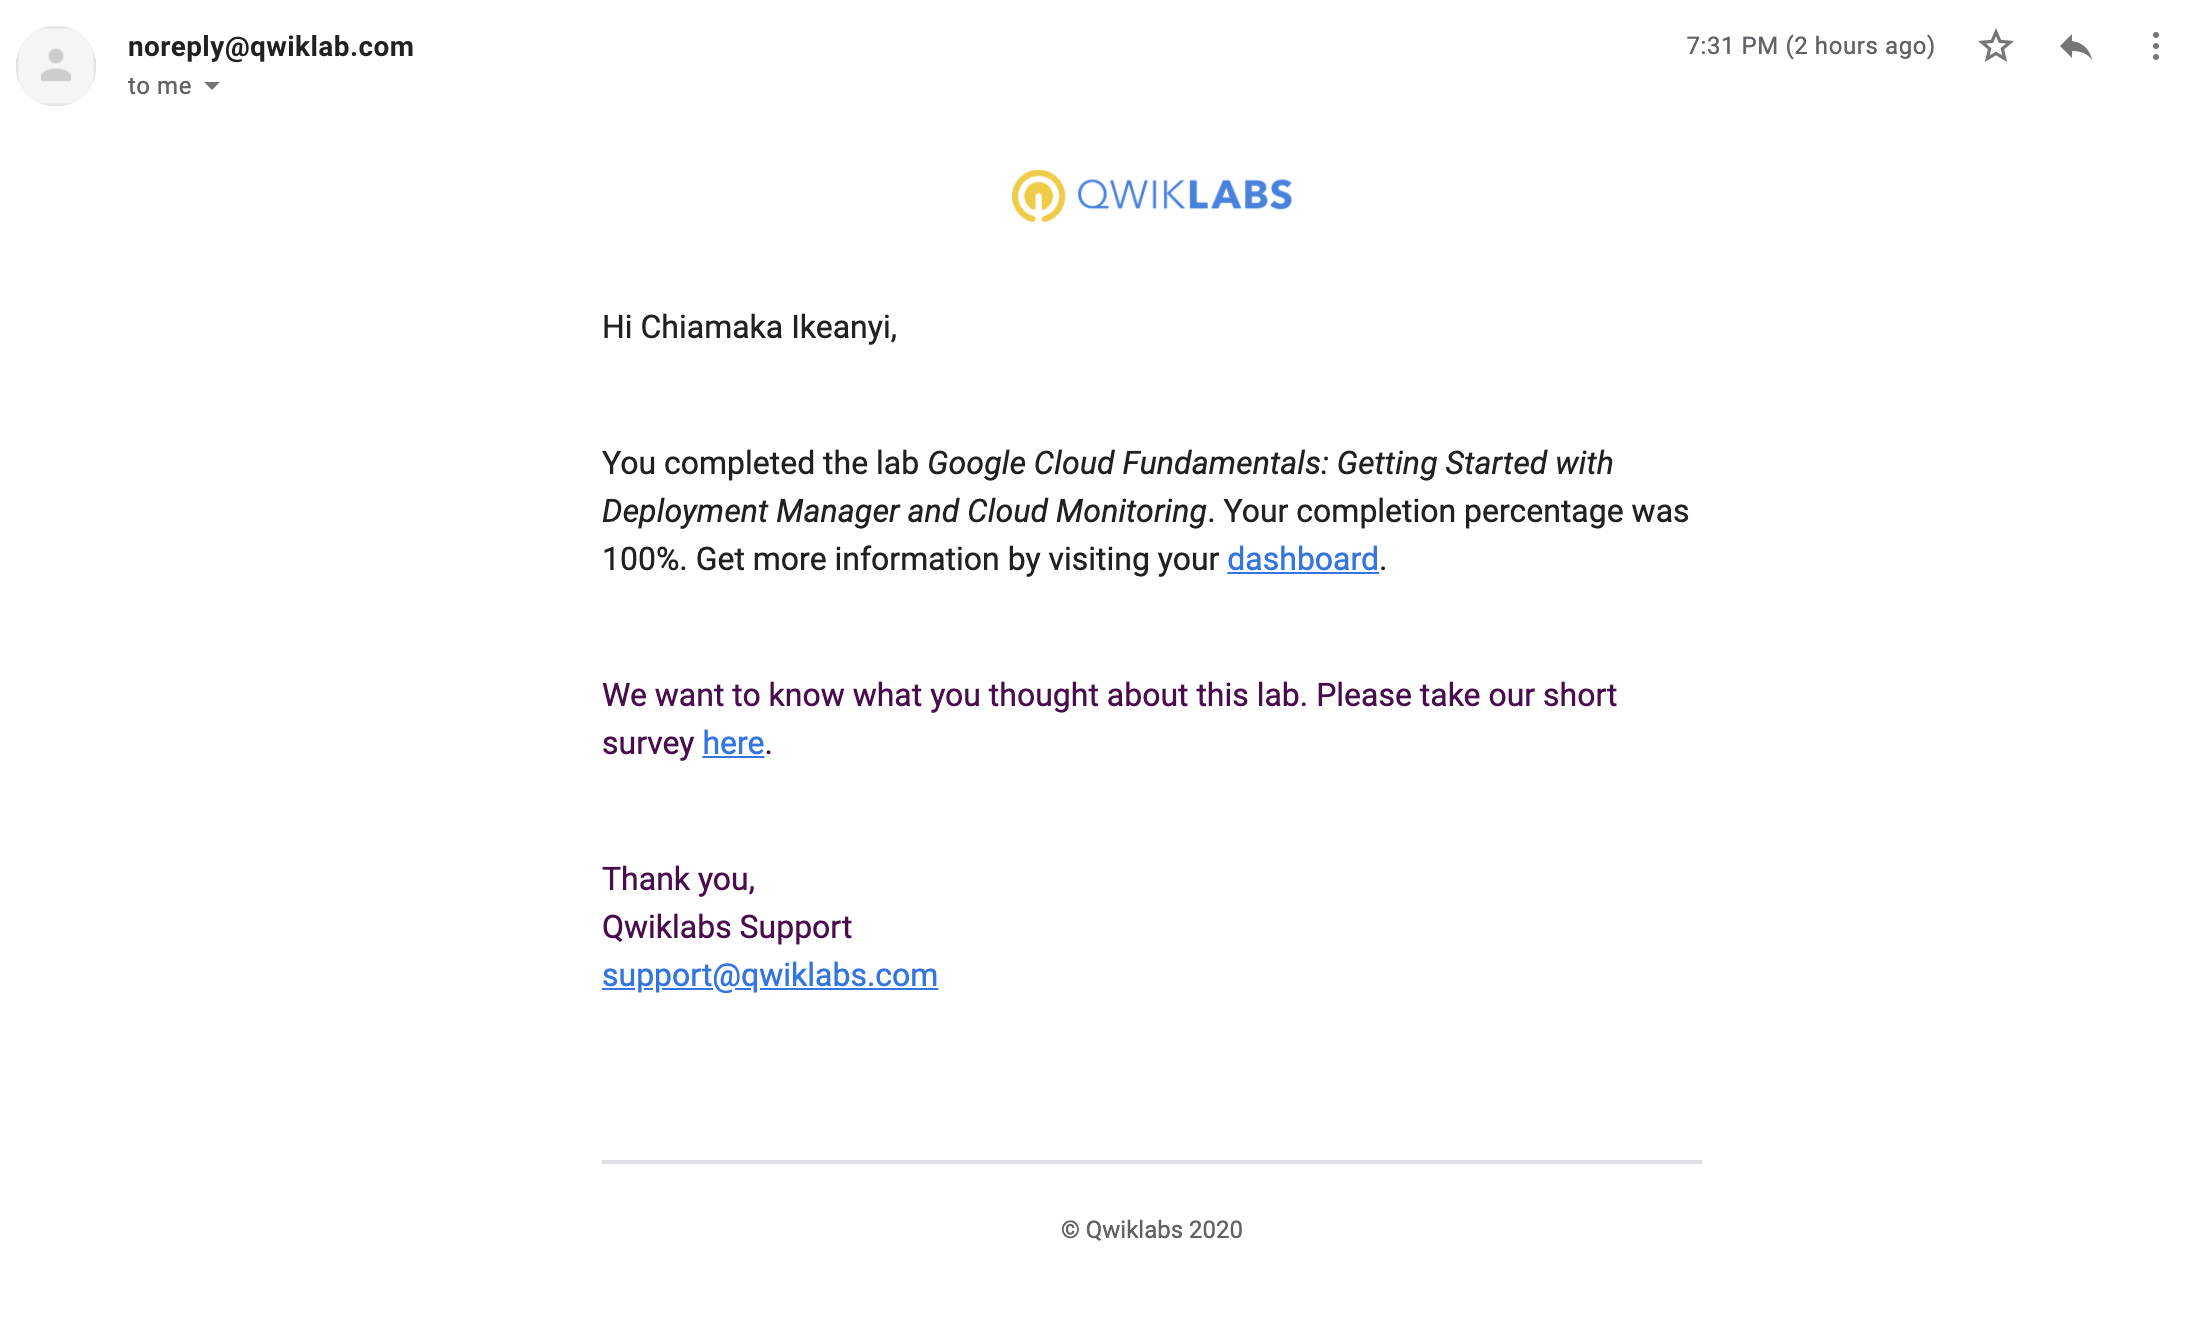 noreply@qwiklab.com
7:31 PM (2 hours ago)
to me
QWIKLABS
Hi Chiamaka Ikeanyi,
You completed the lab Google Cloud Fundamentals: Getting Started with
Deployment Manager and Cloud Monitoring. Your completion percentage was
100%. Get more information by visiting your dashboard.
We want to know what you thought about this lab. Please take our short
survey here.
Thank you,
Qwiklabs Support
support@qwiklabs.com
© Qwiklabs 2020